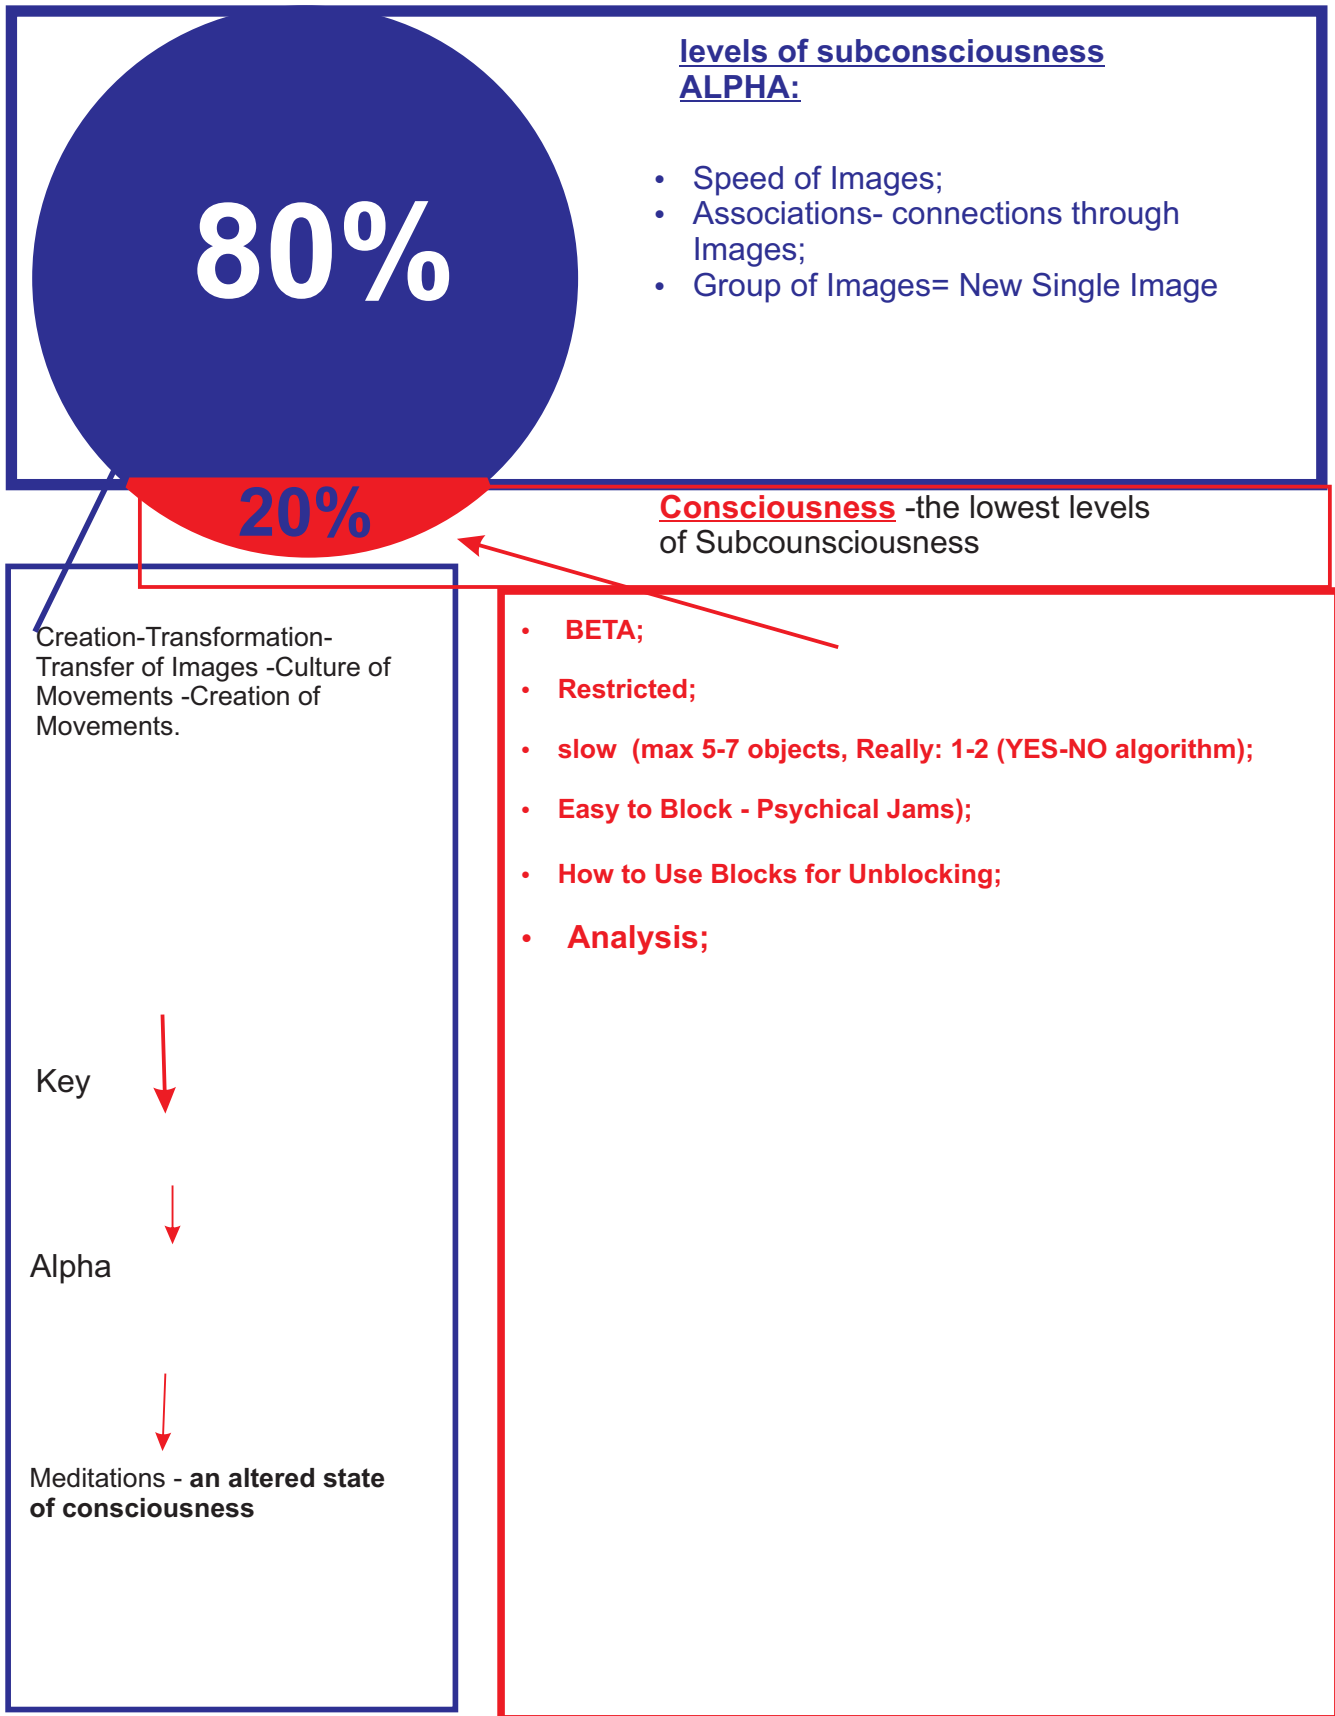 80%
levels of subconsciousness
ALPHA:
• Speed of Images;
• Associations- connections through
Images;
• Group of Images= New Single Image
20%
Consciousness -the lowest levels
of Subcounsciousness
Creation-Transformation-
Transfer of Images -Culture of
Movements -Creation of
Movements.
Key
Alpha
Meditations - an altered state
of consciousness
• BETA;
• Restricted;
• slow (max 5-7 objects, Really: 1-2 (YES-NO algorithm);
• Easy to Block - Psychical Jams);
• How to Use Blocks for Unblocking;
• Analysis;